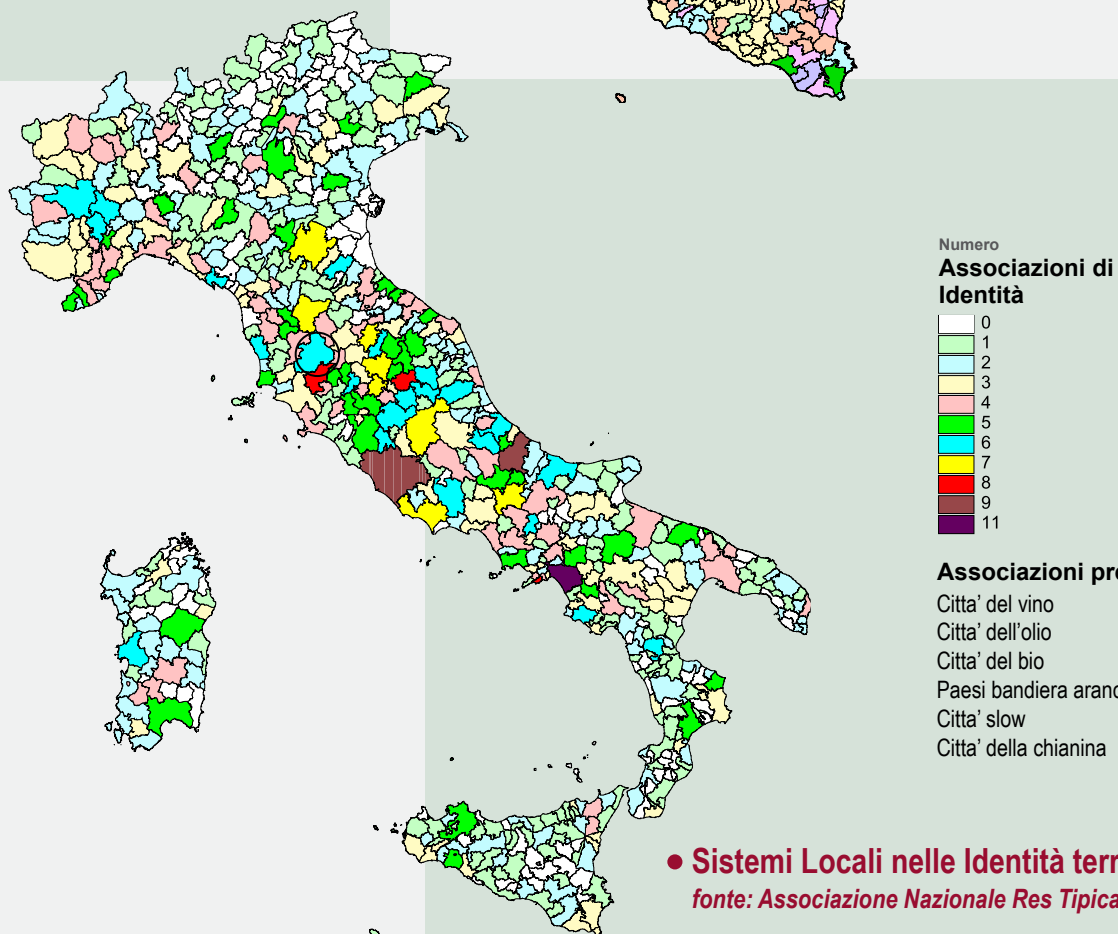 Numero
Associazioni di
Identità
0
1
2
3
4
5
6
7
8
9
11
Associazioni pre
Citta' del vino
Citta' dell'olio
Citta' del bio
Paesi bandiera aranc
Citta' slow
Citta' della chianina
• Sistemi Locali nelle Identità terr
fonte: Associazione Nazionale Res Tipica